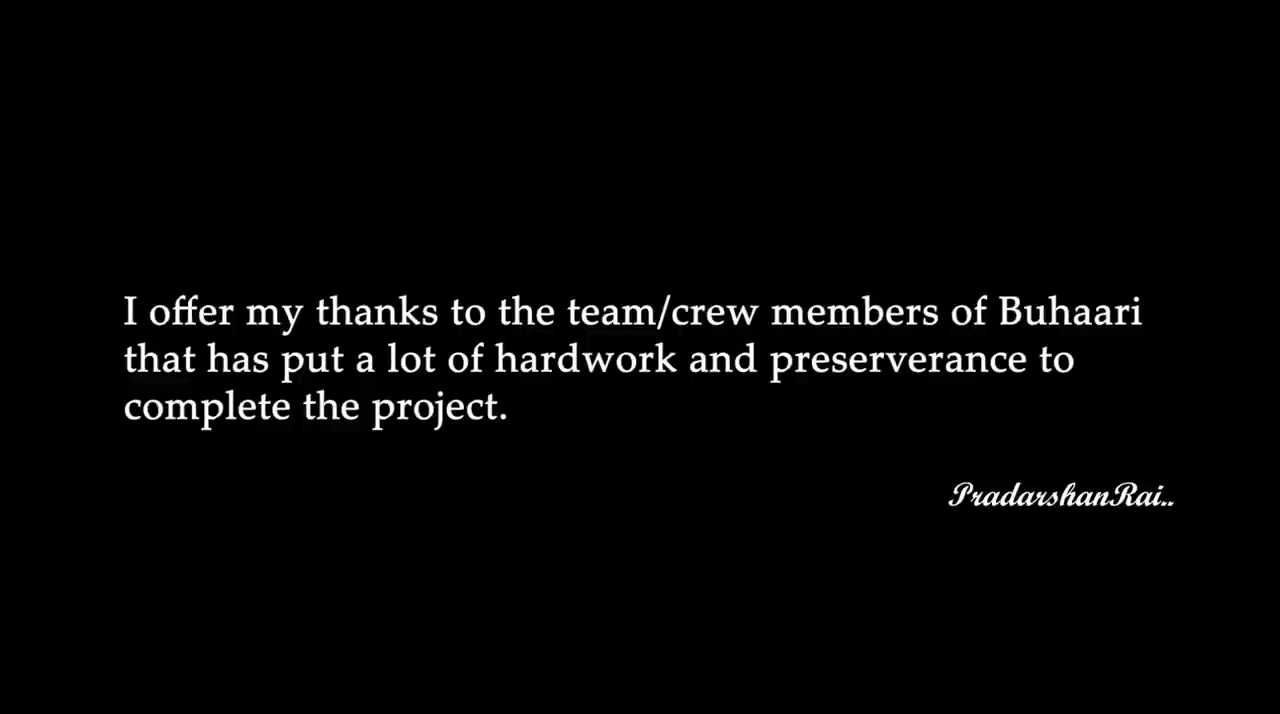 I offer my thanks to the team/crew members of Buhaari
that has put a lot of hardwork and preserverance to
complete the project.
PradarshanRai..